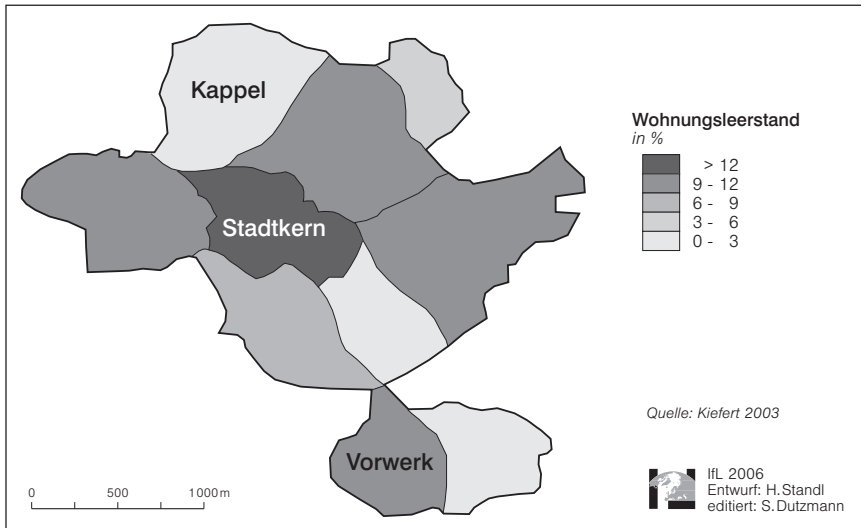 Kappel
Stadtkern
Vorwerk
Wohnungsleerstand
in %
> 12
9 - 12
6 - 9
3 - 6
0 - 3
Quelle: Kiefert 2003
0 500 1000 m
IfL 2006
Entwurf: H.Standl
editiert: S.Dutzmann